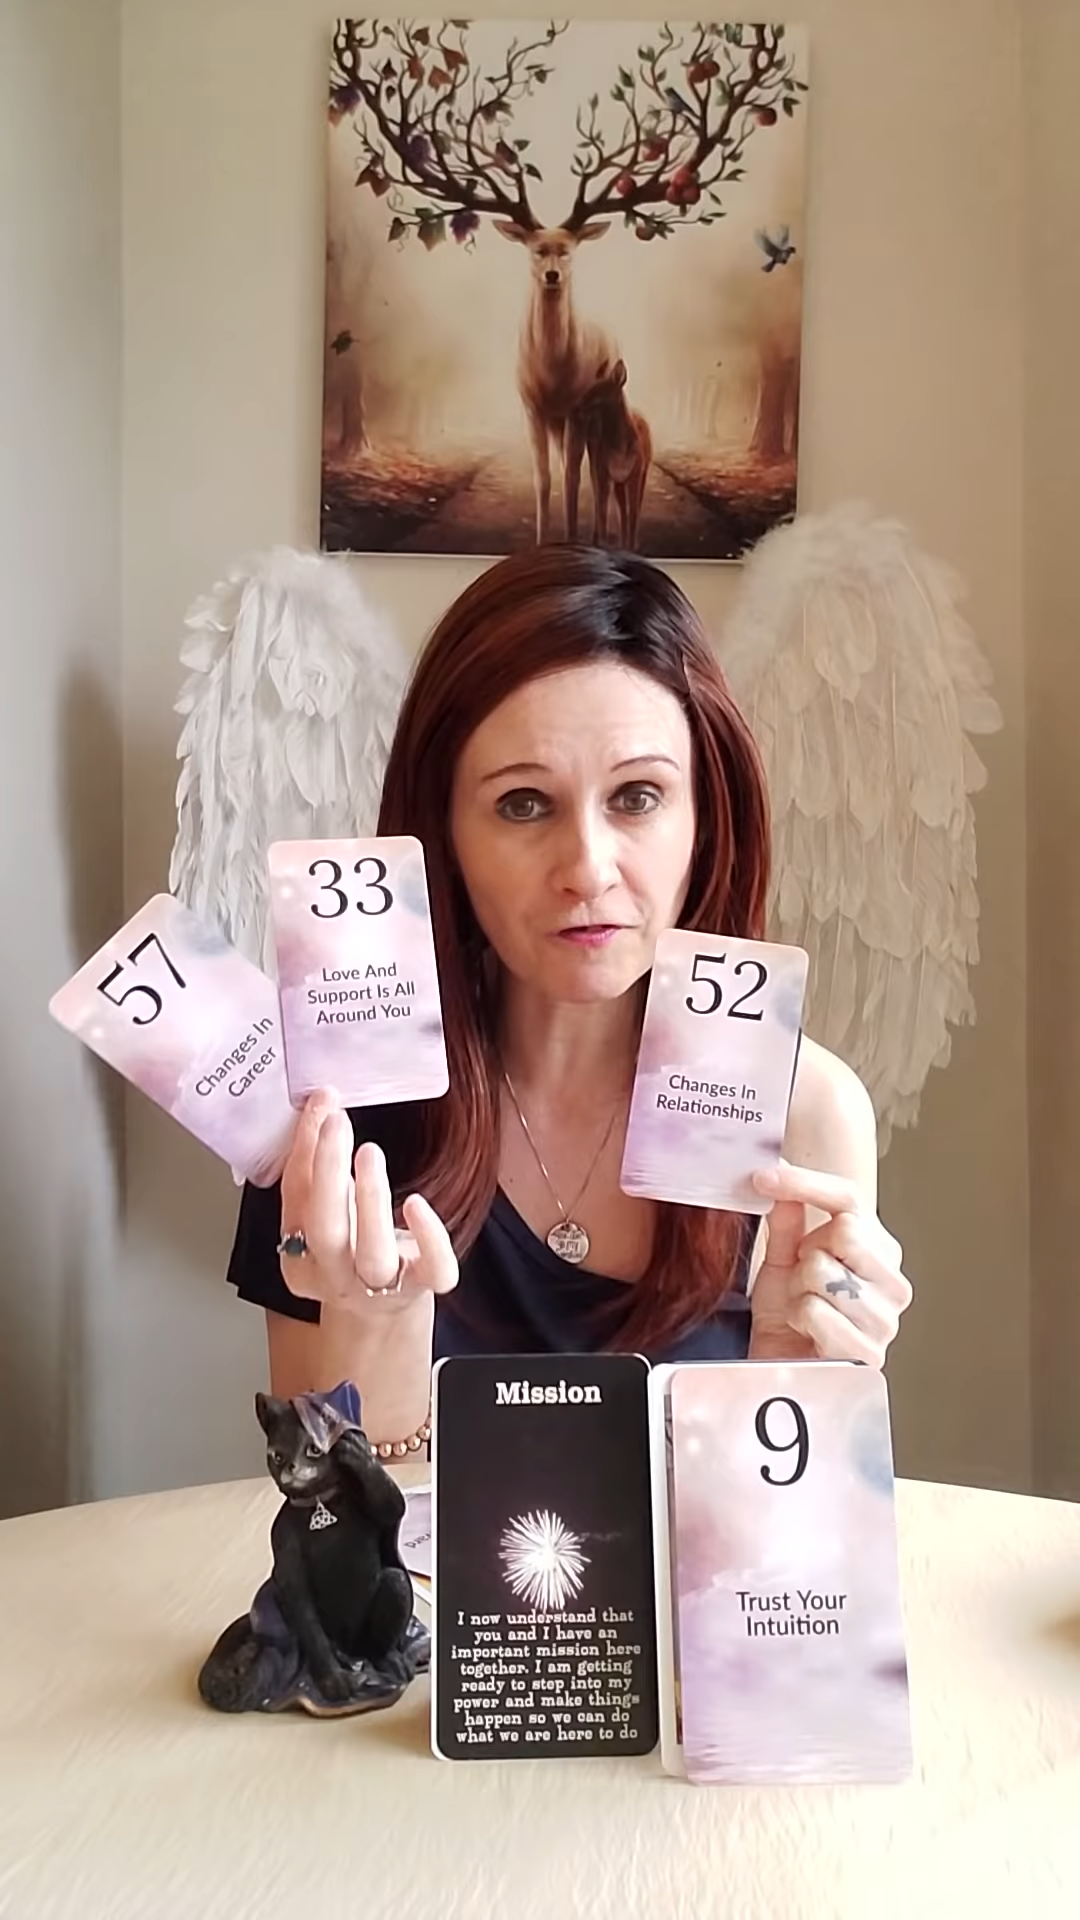 57
Changes In
Career
33
Love And
Support Is All
Around You
52
Changes In
Relationships
Mission
I now understand that
you and I have an
important mission here
together. I am getting
ready to step into my
power and make things
happen so we can do
what we are here to do
9
Trust Your
Intuition